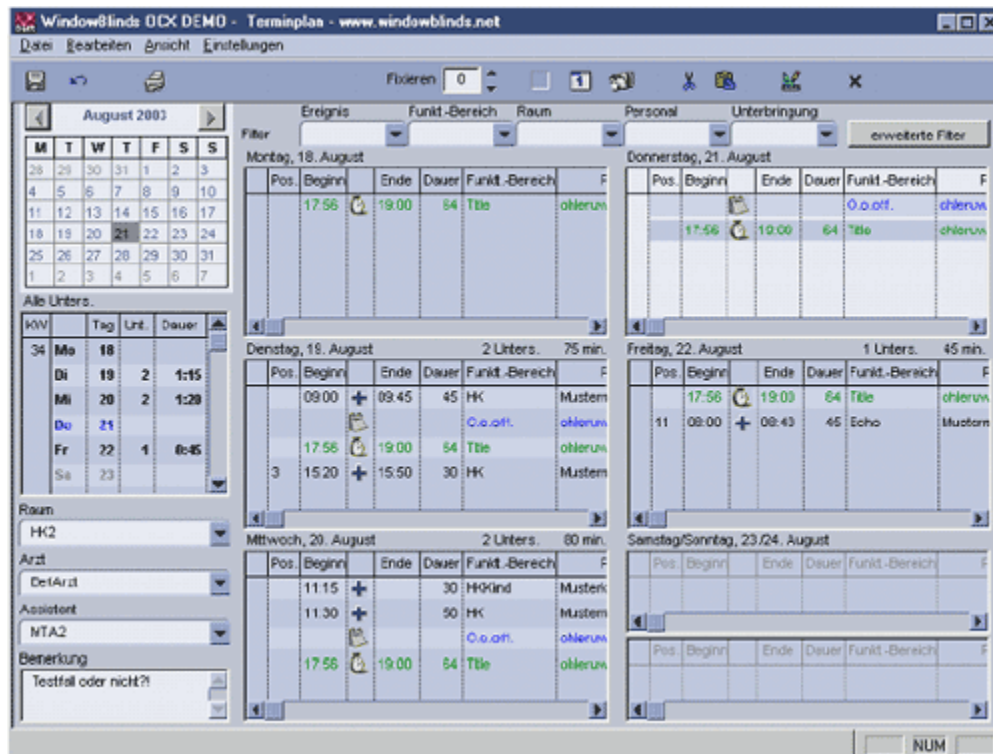 WindowBlinds OCX DEMO - Terminplan - www.windowblinds.net
Datei Bearbeiten Ansicht Einstellungen
Fixieren 0 1
August 2003
M T W T F S S
28 29 30 31 1 2 3
4 5 6 7 8 9 10
11 12 13 14 15 16 17
18 19 20 21 22 23 24
25 26 27 28 29 30 31
1 2 3 4 5 6 7
Alle Unters.
KW Tag Unt. Dauer
34 Mo 18
Di 19 2 1:15
Mi 20 2 1:20
Do 21
Fr 22 1 0:45
Sa 23
Raum
HK2
Arzt
DefArzt
Assistent
MTA2
Bemerkung
Testfall oder nicht?!
Ereignis Funkt.-Bereich Raum Personal Unterbringung
Filter erweiterte Filter
Montag, 18. August
Pos. Beginn Ende Dauer Funkt.-Bereich
17:56 19:00 64 Title
Dienstag, 19. August 2 Unters. 75 min.
Pos. Beginn Ende Dauer Funkt.-Bereich
09:00 09:45 45 HK Mustern
O.o.off.
17:56 19:00 64 Title
3 15:20 15:50 30 HK Mustern
Mittwoch, 20. August 2 Unters. 80 min.
Pos. Beginn Ende Dauer Funkt.-Bereich
11:15 30 HKKind
11:30 50 HK Mustern
O.o.off.
17:56 19:00 64 Title
Donnerstag, 21. August
Pos. Beginn Ende Dauer Funkt.-Bereich
O.o.off.
17:56 19:00 64 Title
Freitag, 22. August 1 Unters. 45 min.
Pos. Beginn Ende Dauer Funkt.-Bereich
17:56 19:00 64 Title
11 08:00 45 Echo Mustern
Samstag/Sonntag, 23./24. August
Pos. Beginn Ende Dauer Funkt.-Bereich
Pos. Beginn Ende Dauer Funkt.-Bereich
NUM